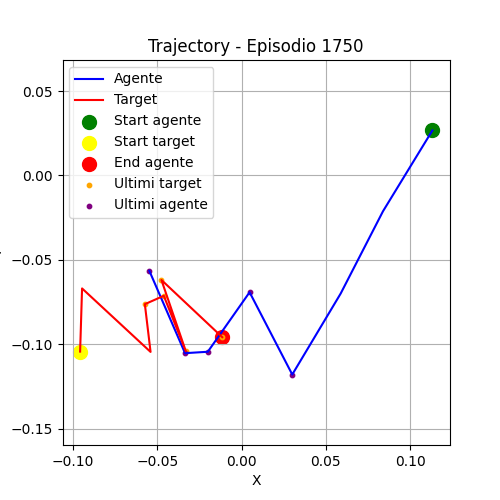 Trajectory - Episodio 1750
Agente
Target
Start agente
Start target
End agente
Ultimi target
Ultimi agente
0.05
0.00
−0.05
−0.10
−0.15
−0.10
−0.05
0.00
0.05
0.10
X